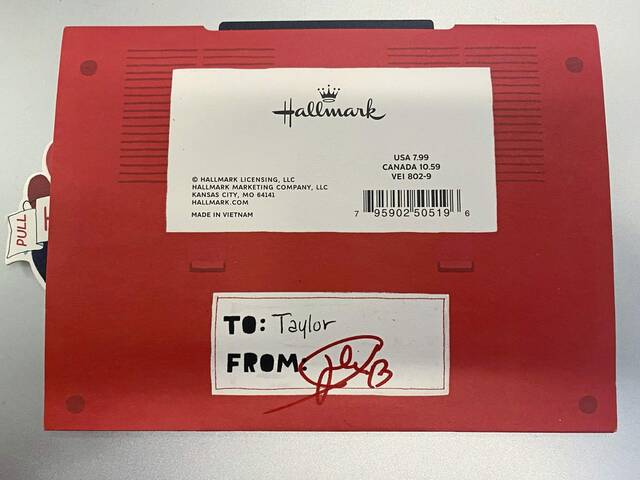 Hallmark
USA 7.99
CANADA 10.59
VEI 802-9
© HALLMARK LICENSING, LLC
HALLMARK MARKETING COMPANY, LLC
KANSAS CITY, MO 64141
HALLMARK.COM
MADE IN VIETNAM
7 95902 50519 6
PULL
TO: Taylor
FROM: